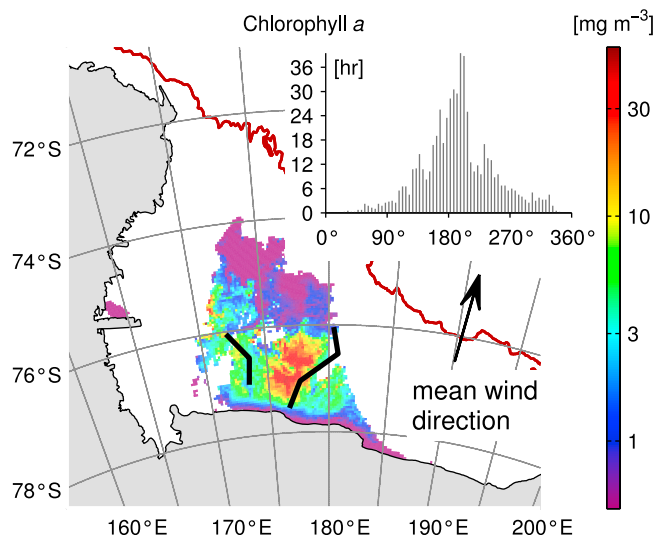 Chlorophyll a
[mg m−3]
[hr]
36
30
24
18
12
6
0
0° 90° 180° 270° 360°
30
10
3
1
72°S
74°S
76°S
78°S
mean wind
direction
160°E 170°E 180°E 190°E 200°E